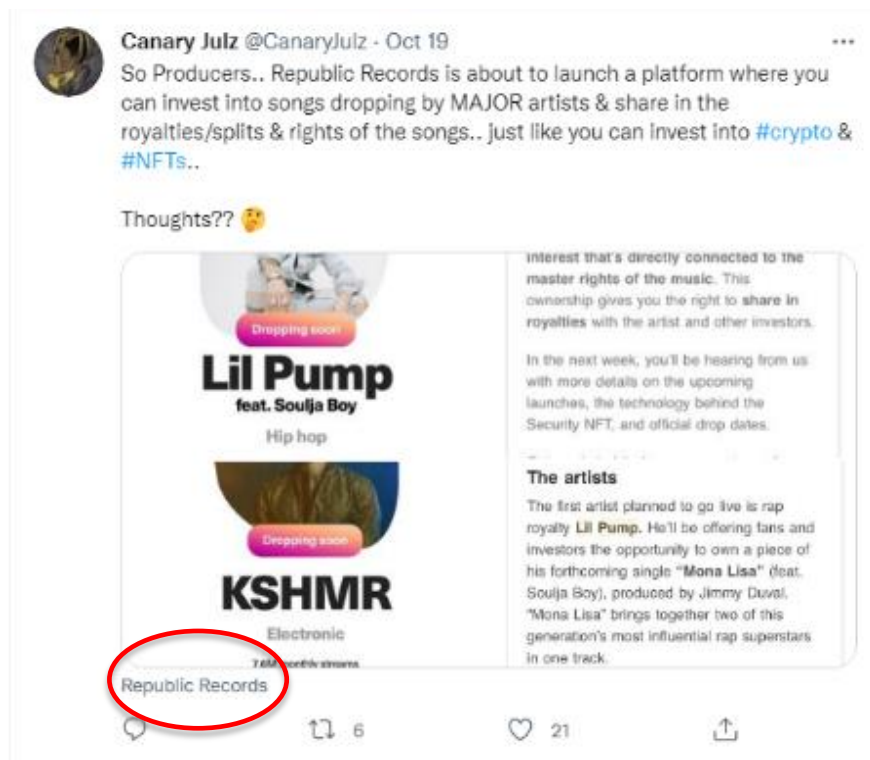 Canary Julz @CanaryJulz · Oct 19
So Producers.. Republic Records is about to launch a platform where you
can invest into songs dropping by MAJOR artists & share in the
royalties/splits & rights of the songs.. just like you can invest into #crypto &
#NFTs..
Thoughts?? 🤔
Dropping soon
Lil Pump
feat. Soulja Boy
Hip hop
Dropping soon
KSHMR
Electronic
7.6M monthly streams
interest that's directly connected to the
master rights of the music. This
ownership gives you the right to share in
royalties with the artist and other investors.
In the next week, you'll be hearing from us
with more details on the upcoming
launches, the technology behind the
Security NFT, and official drop dates.
The artists
The first artist planned to go live is rap
royalty Lil Pump. He'll be offering fans and
investors the opportunity to own a piece of
his forthcoming single "Mona Lisa" (feat.
Soulja Boy), produced by Jimmy Duval.
"Mona Lisa" brings together two of this
generation's most influential rap superstars
in one track.
Republic Records
6
21